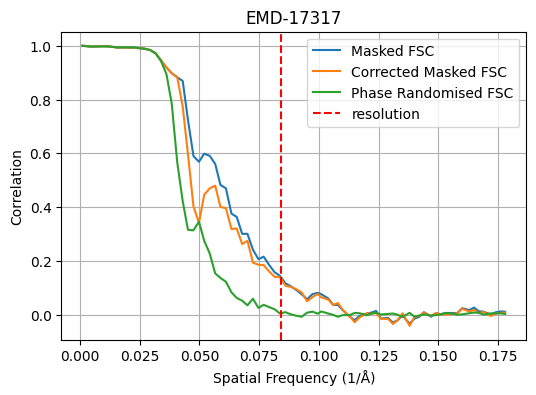 EMD-17317
Masked FSC
Corrected Masked FSC
Phase Randomised FSC
resolution
Correlation
1.0
0.8
0.6
0.4
0.2
0.0
0.000 0.025 0.050 0.075 0.100 0.125 0.150 0.175
Spatial Frequency (1/Å)